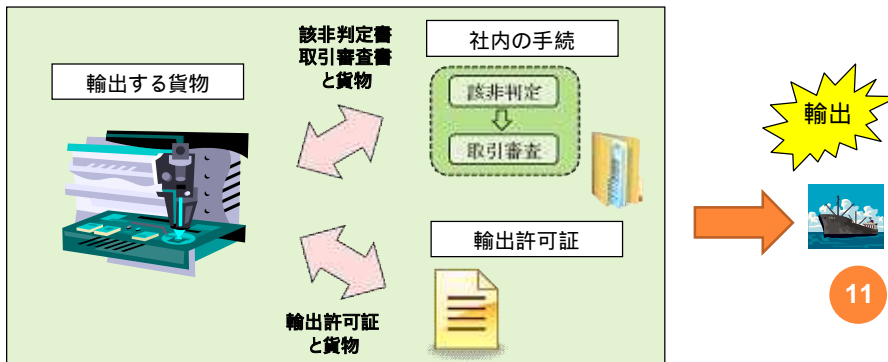 該非判定書
取引審査書
と貨物
社内の手続
輸出する貨物
該非判定
取引審査
輸出
輸出許可証
輸出許可証
と貨物
11